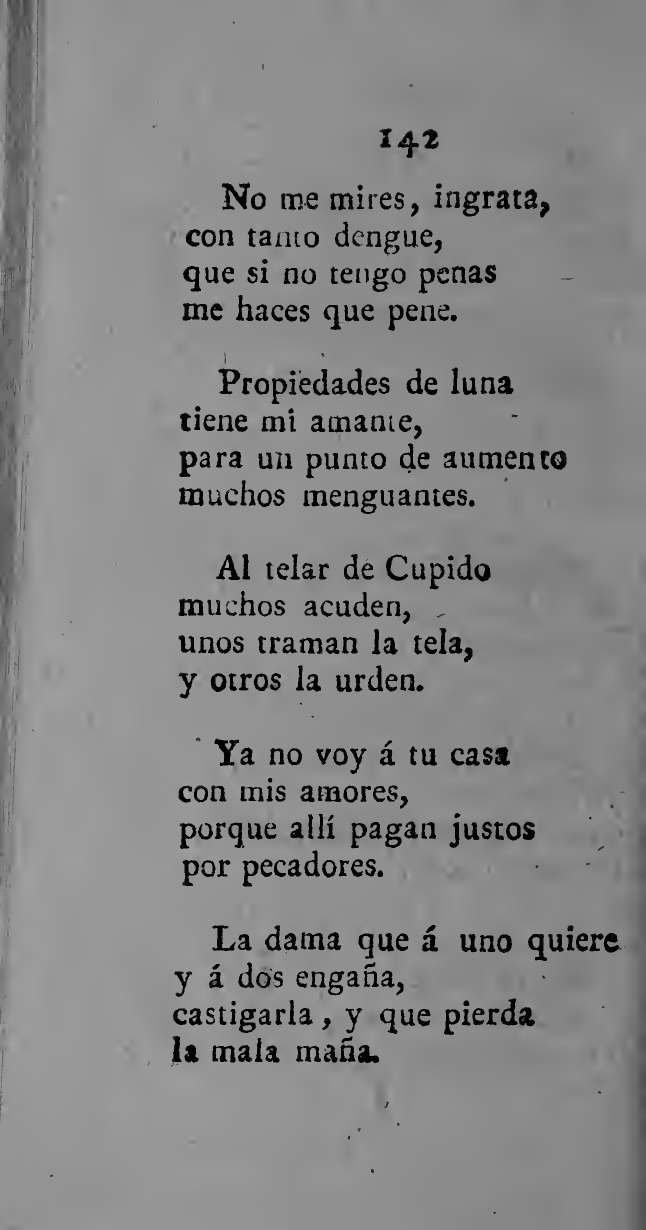 142
No me mires, ingrata,
con tanto dengue,
que si no tengo penas
me haces que pene.
Propiedades de luna
tiene mi amante,
para un punto de aumento
muchos menguantes.
Al telar de Cupido
muchos acuden,
unos traman la tela,
y otros la urden.
Ya no voy á tu casa
con mis amores,
porque allí pagan justos
por pecadores.
La dama que á uno quiere
y á dos engaña,
castigarla, y que pierda
la mala maña.